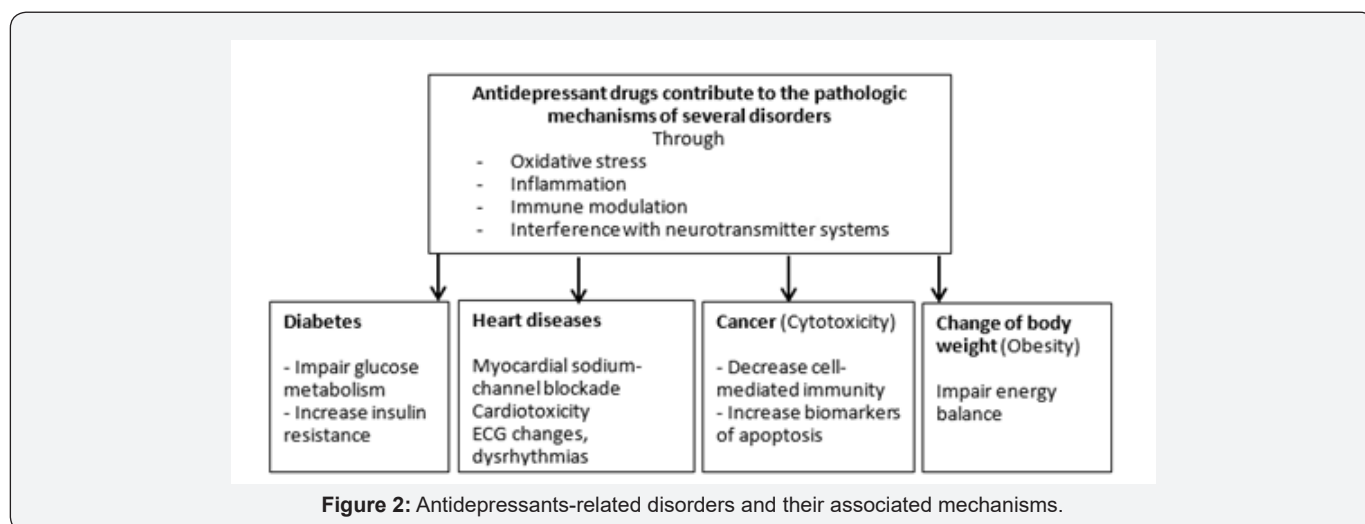 Antidepressant drugs contribute to the pathologic
mechanisms of several disorders
Through
- Oxidative stress
- Inflammation
- Immune modulation
- Interference with neurotransmitter systems
Diabetes
- Impair glucose
metabolism
- Increase insulin
resistance
Heart diseases
Myocardial sodium-
channel blockade
Cardiotoxicity
ECG changes,
dysrhythmias
Cancer (Cytotoxicity)
- Decrease cell-
mediated immunity
- Increase biomarkers
of apoptosis
Change of body
weight (Obesity)
Impair energy
balance
Figure 2: Antidepressants-related disorders and their associated mechanisms.